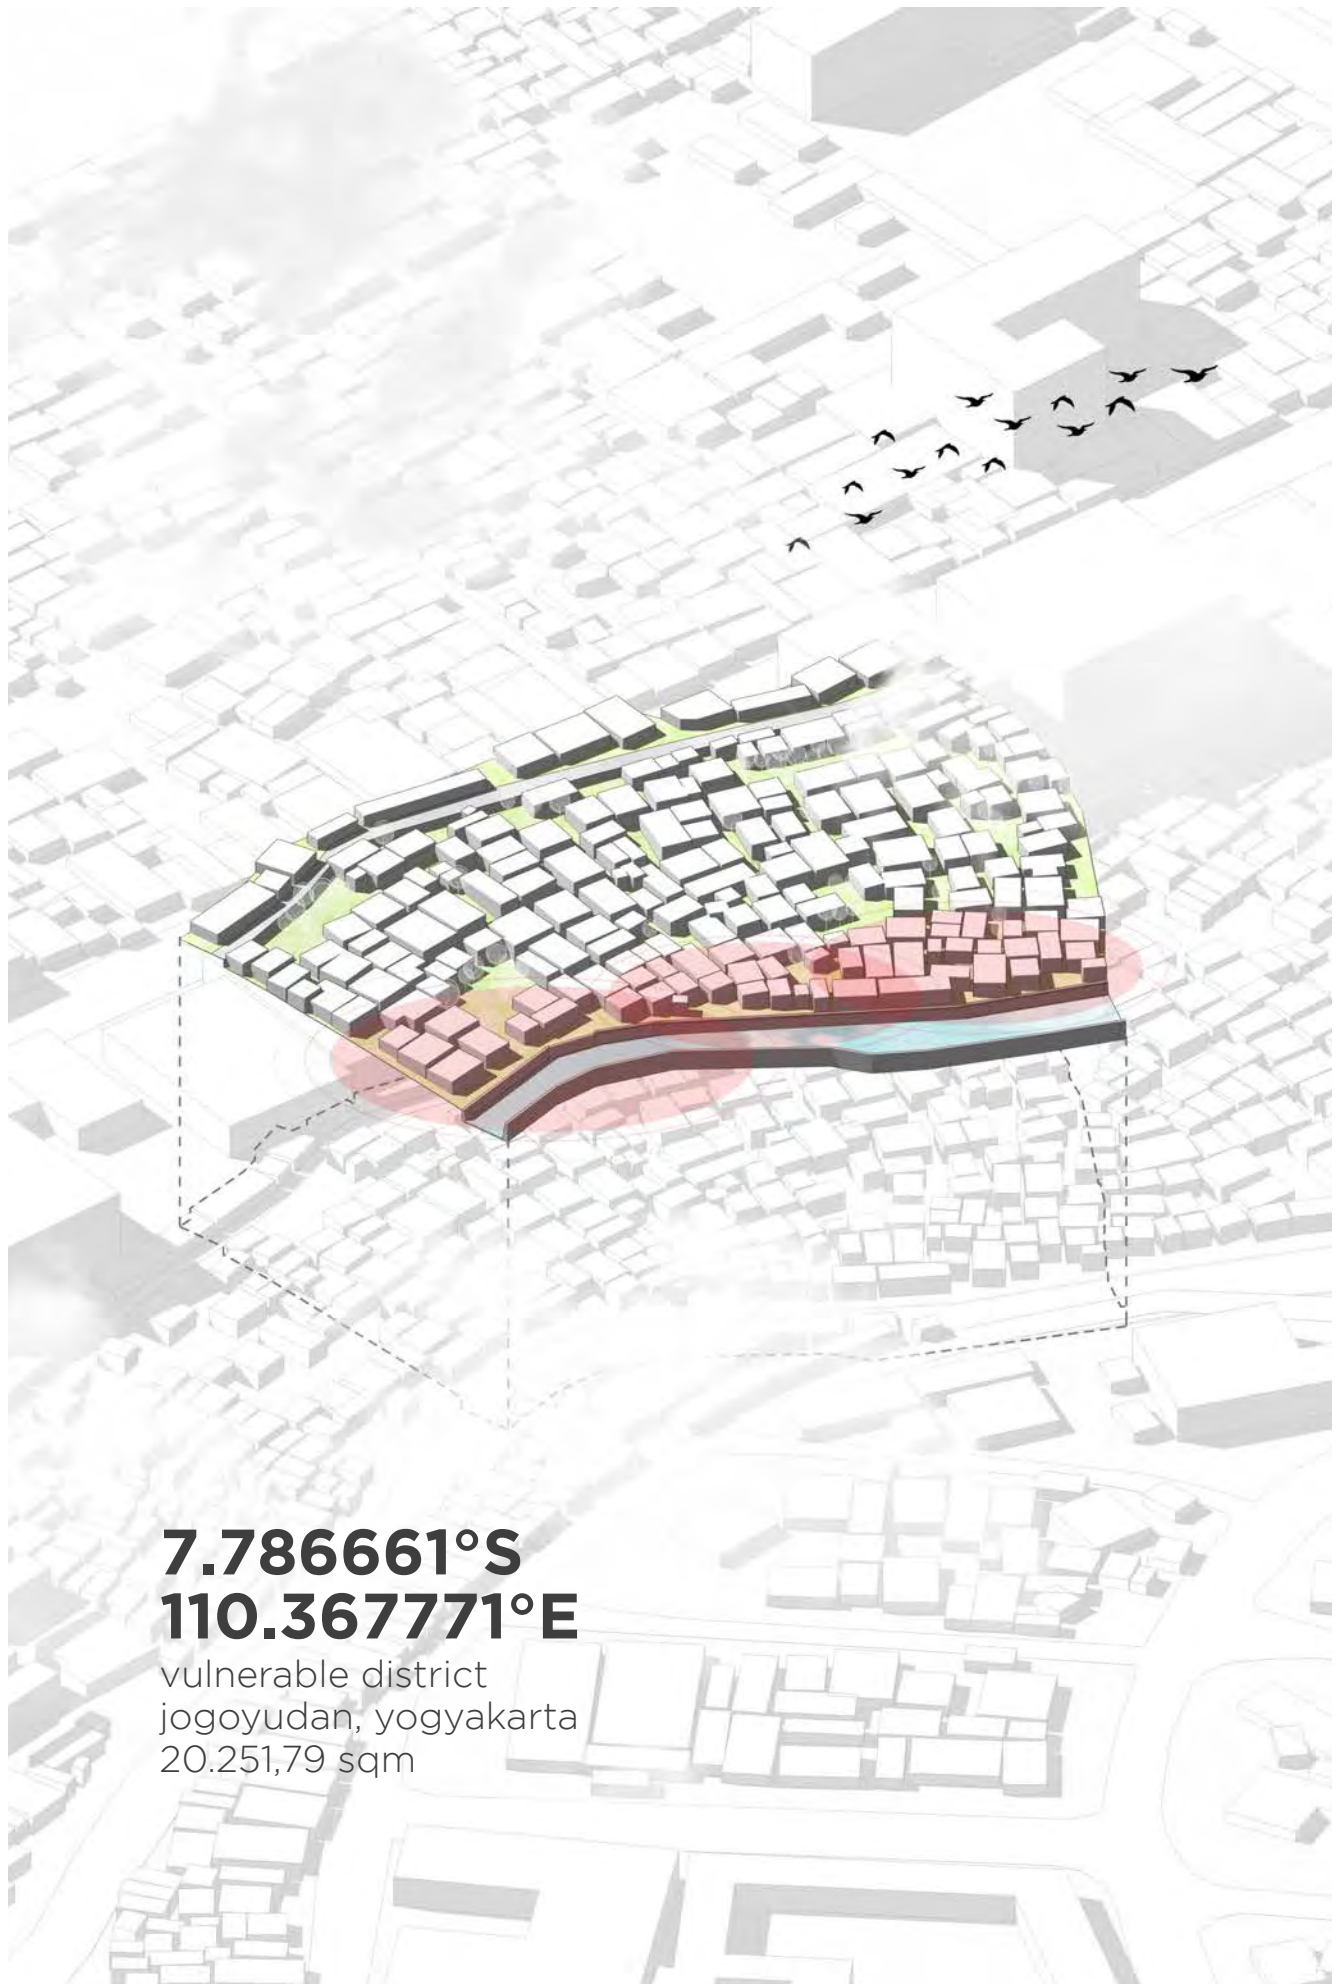 7.786661°S
110.367771°E
vulnerable district
jogoyudan, yogyakarta
20.251,79 sqm